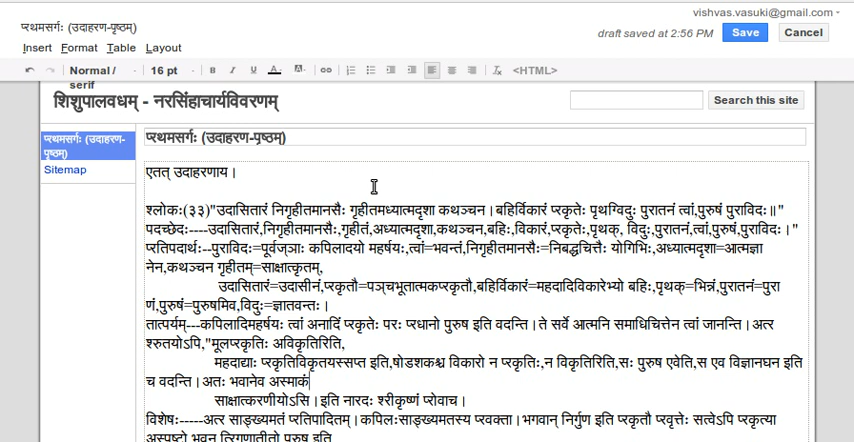 vishvas.vasuki@gmail.com
प्रथमसर्गः (उदाहरण-पृष्ठम्)
draft saved at 2:56 PM
Save
Cancel
Insert Format Table Layout
Normal / serif
16 pt
B I U A A <HTML>
शिशुपालवधम् - नरसिंहाचार्यविवरणम्
Search this site
प्रथमसर्गः (उदाहरण-पृष्ठम्)
Sitemap
प्रथमसर्गः (उदाहरण-पृष्ठम्)
एतत् उदाहरणाय।
श्लोकः(३३)"उदासितारं निगृहीतमानसैः गृहीतमध्यात्मदृशा कथञ्चन।बहिर्विकारं प्रकृतेः पृथग्विदुः पुरातनं त्वां,पुरुषं पुराविदः॥"
पदच्छेदः----उदासितारं,निगृहीतमानसैः,गृहीतं,अध्यात्मदृशा,कथञ्चन,बहिः,विकारं,प्रकृतेः,पृथक्, विदुः,पुरातनं,त्वां,पुरुषं,पुराविदः।"
प्रतिपदार्थः--पुराविदः=पूर्वज्ञाः कपिलादयो महर्षयः,त्वां=भवन्तं,निगृहीतमानसैः=निबद्धचित्तैः योगिभिः,अध्यात्मदृशा=आत्मज्ञा
नेन,कथञ्चन गृहीतम्=साक्षात्कृतम्,
उदासितारं=उदासीनं,प्रकृतौ=पञ्चभूतात्मकप्रकृतौ,बहिर्विकारं=महदादिविकारेभ्यो बहिः,पृथक्=भिन्नं,पुरातनं=पुरा
णं,पुरुषं=पुरुषमिव,विदुः=ज्ञातवन्तः।
तात्पर्यम्---कपिलादिमहर्षयः त्वां अनादिं प्रकृतेः परः प्रधानो पुरुष इति वदन्ति।ते सर्वे आत्मनि समाधिचित्तेन त्वां जानन्ति।अत्र
श्रुतयोऽपि,"मूलप्रकृतिः अविकृतिरिति,
महदाद्याः प्रकृतिविकृतयस्सप्त इति,षोडशकश्च विकारो न प्रकृतिः,न विकृतिरिति,सः पुरुष एवेति,स एव विज्ञानघन इति
च वदन्ति।अतः भवानेव अस्माकं
साक्षात्करणीयोऽसि।इति नारदः श्रीकृष्णं प्रोवाच।
विशेषः-----अत्र साङ्ख्यमतं प्रतिपादितम्।कपिलःसाङ्ख्यमतस्य प्रवक्ता।भगवान् निर्गुण इति प्रकृतौ प्रवृत्तेः सत्वेऽपि प्रकृत्या
अस्पृष्टो भवन् त्रिगुणातीतो पुरुष इति